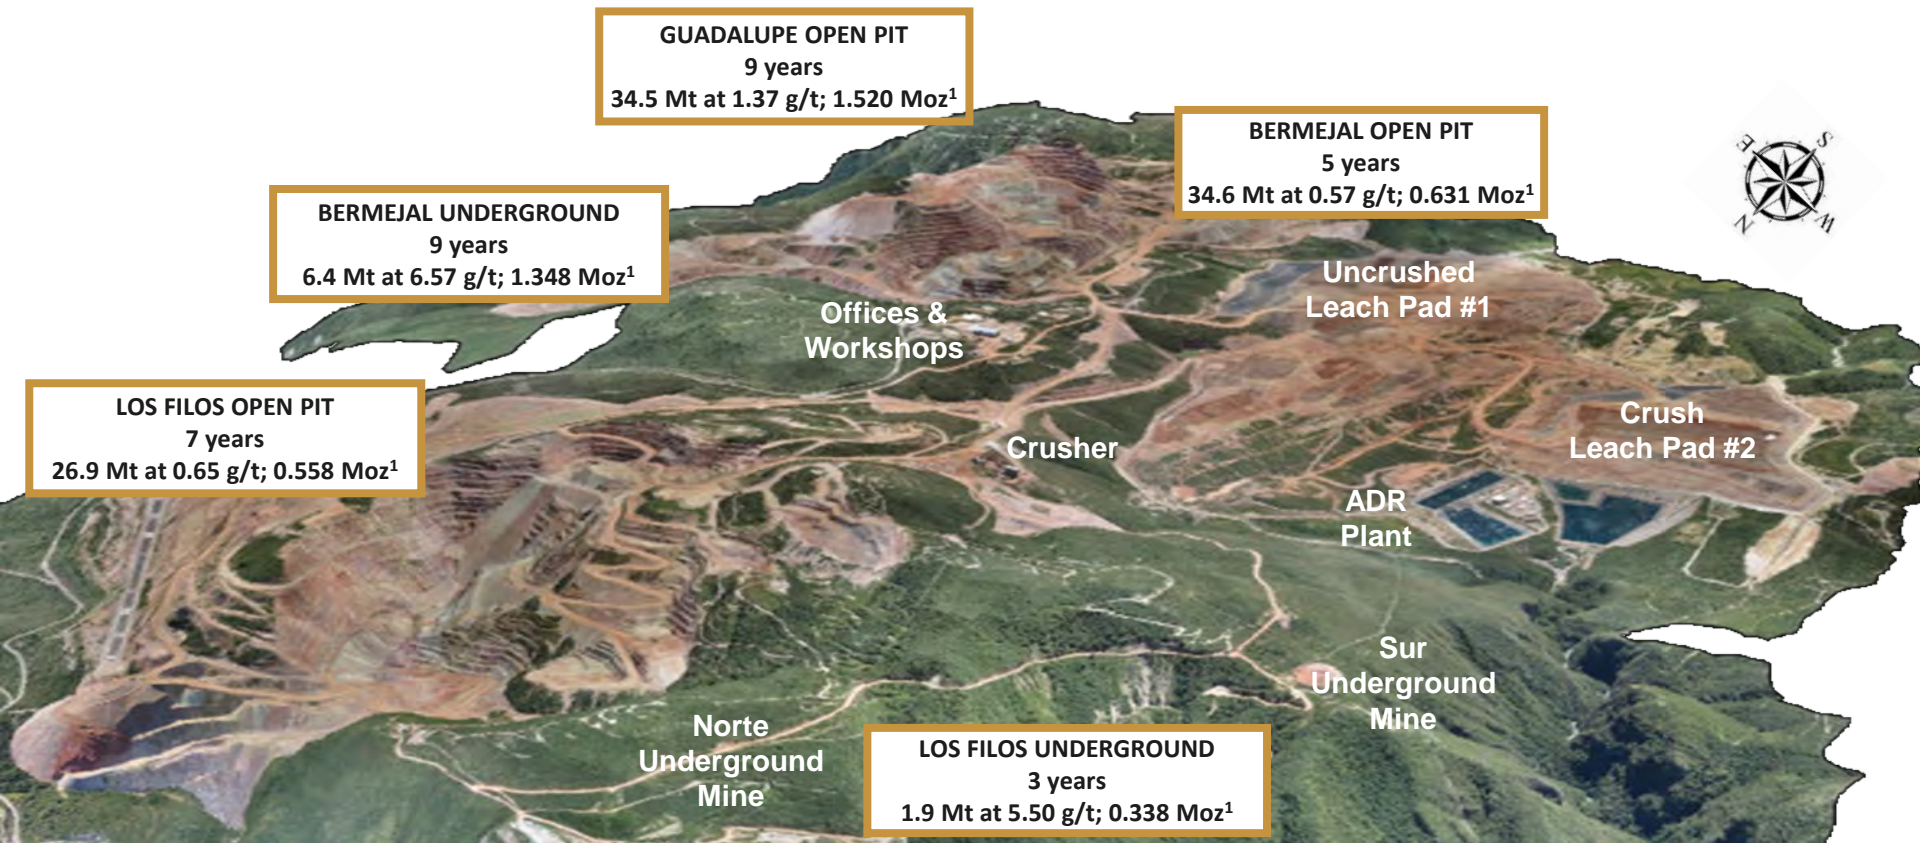 GUADALUPE OPEN PIT
9 years
34.5 Mt at 1.37 g/t; 1.520 Moz¹
BERMEJAL OPEN PIT
5 years
34.6 Mt at 0.57 g/t; 0.631 Moz¹
E
S
N
W
BERMEJAL UNDERGROUND
9 years
6.4 Mt at 6.57 g/t; 1.348 Moz¹
Uncrushed
Leach Pad #1
Offices &
Workshops
LOS FILOS OPEN PIT
7 years
26.9 Mt at 0.65 g/t; 0.558 Moz¹
Crusher
Crush
Leach Pad #2
ADR
Plant
Sur
Underground
Mine
Norte
Underground
Mine
LOS FILOS UNDERGROUND
3 years
1.9 Mt at 5.50 g/t; 0.338 Moz¹